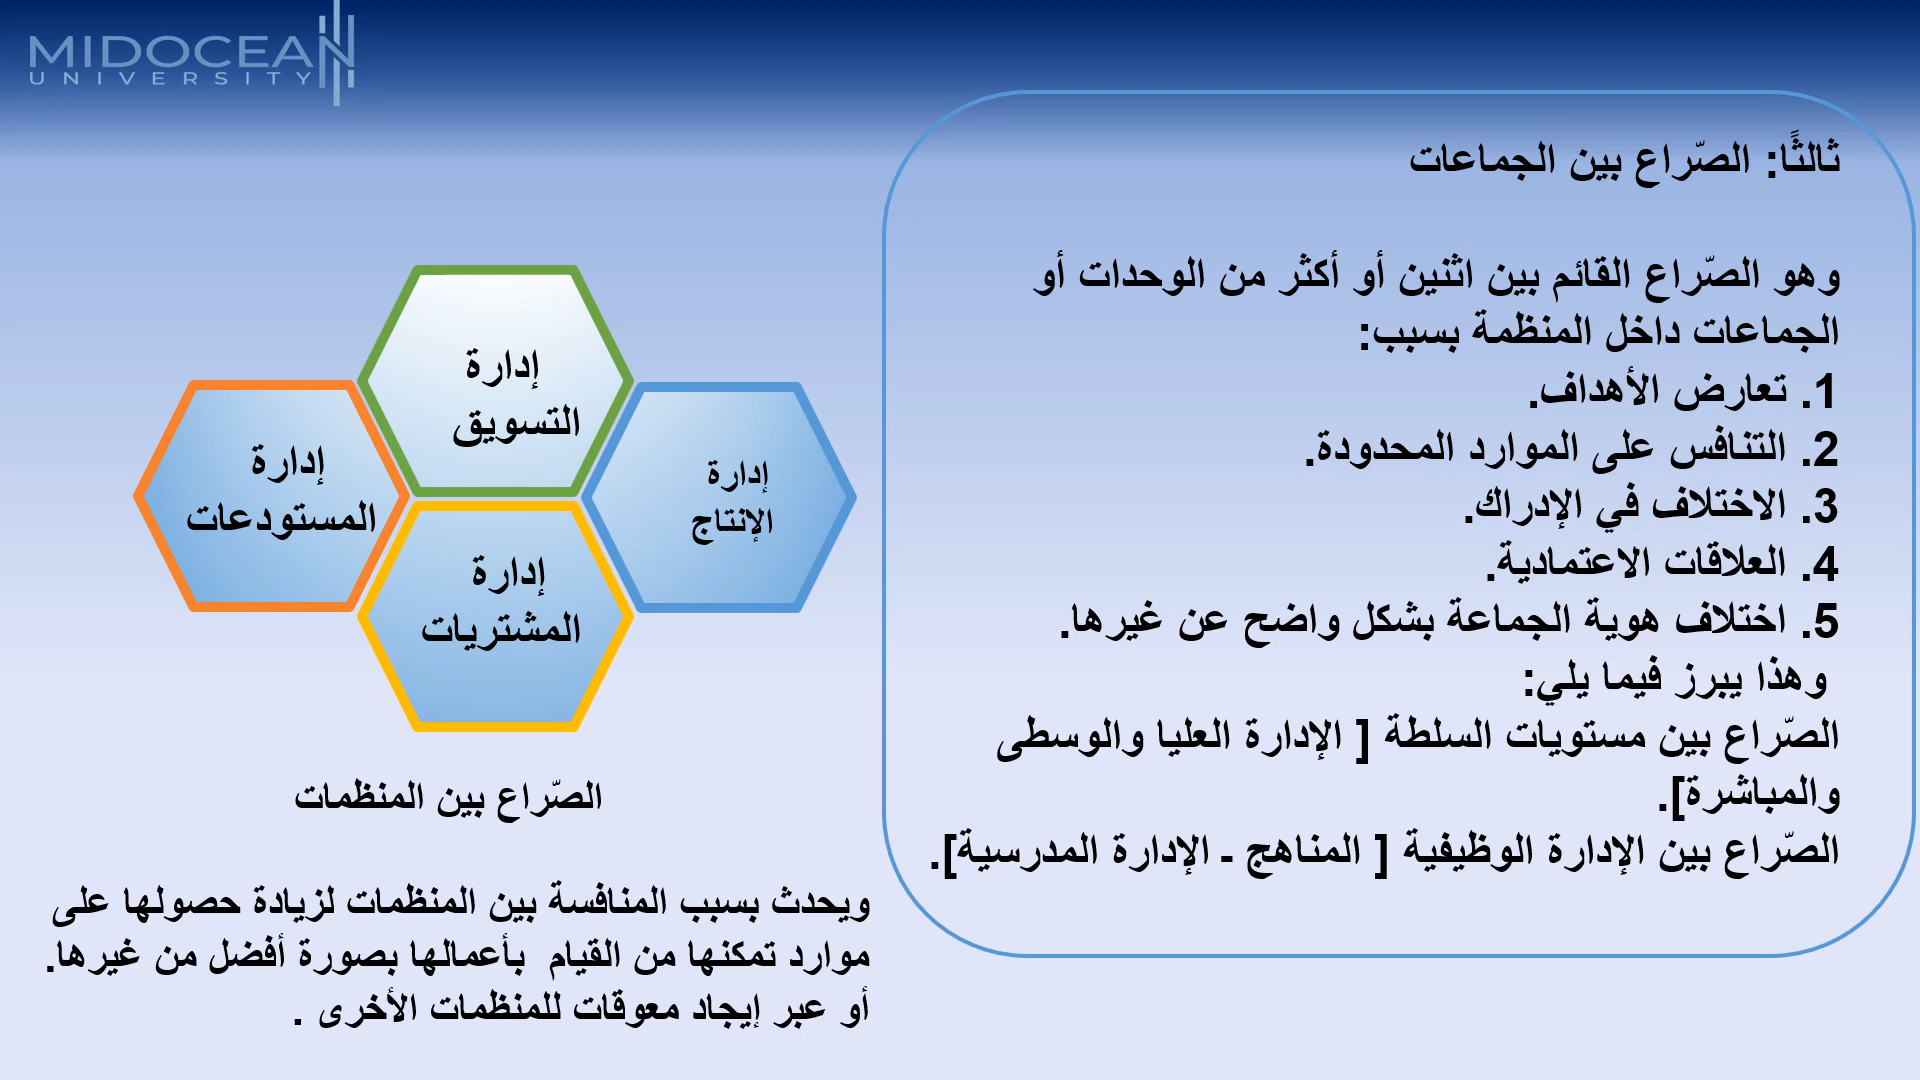 MIDOCEAN
UNIVERSITY
ثالثًا: الصّراع بين الجماعات
وهو الصّراع القائم بين اثنين أو أكثر من الوحدات أو
الجماعات داخل المنظمة بسبب:
1. تعارض الأهداف.
2. التنافس على الموارد المحدودة.
3. الاختلاف في الإدراك.
4. العلاقات الاعتمادية.
5. اختلاف هوية الجماعة بشكل واضح عن غيرها.
وهذا يبرز فيما يلي:
الصّراع بين مستويات السلطة [ الإدارة العليا والوسطى
والمباشرة].
الصّراع بين الإدارة الوظيفية [ المناهج - الإدارة المدرسية].
إدارة
التسويق
إدارة
الإنتاج
إدارة
المستودعات
إدارة
المشتريات
الصّراع بين المنظمات
ويحدث بسبب المنافسة بين المنظمات لزيادة حصولها على
موارد تمكنها من القيام بأعمالها بصورة أفضل من غيرها.
أو عبر إيجاد معوقات للمنظمات الأخرى .